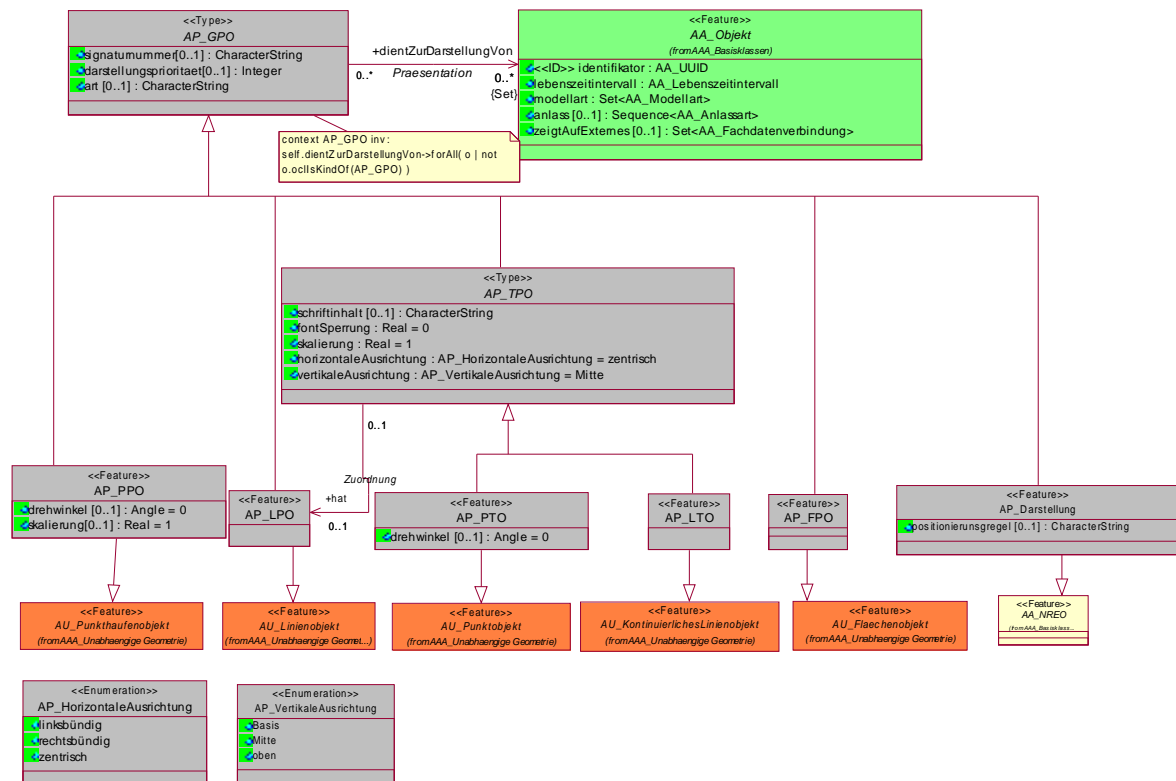 <<Type>>
AP_GPO
signaturnummer[0..1] : CharacterString
darstellungsprioritaet[0..1] : Integer
art [0..1] : CharacterString
+dientZurDarstellungVon
0..*
Praesentation
0..*
{Set}
<<Feature>>
AA_Objekt
(fromAAA_Basisklassen)
<<ID>> identifikator : AA_UUID
lebenszeitintervall : AA_Lebenszeitintervall
modellart : Set<AA_Modellart>
anlass [0..1] : Sequence<AA_Anlassart>
zeigtAufExternes [0..1] : Set<AA_Fachdatenverbindung>
context AP_GPO inv:
self.dientZurDarstellungVon->forAll( o | not
o.oclIsKindOf(AP_GPO) )
<<Type>>
AP_TPO
schriftinhalt [0..1] : CharacterString
fontSperrung : Real = 0
skalierung : Real = 1
horizontaleAusrichtung : AP_HorizontaleAusrichtung = zentrisch
vertikaleAusrichtung : AP_VertikaleAusrichtung = Mitte
0..1
Zuordnung
+hat
0..1
<<Feature>>
AP_PPO
drehwinkel [0..1] : Angle = 0
skalierung[0..1] : Real = 1
<<Feature>>
AP_LPO
<<Feature>>
AP_PTO
drehwinkel [0..1] : Angle = 0
<<Feature>>
AP_LTO
<<Feature>>
AP_FPO
<<Feature>>
AP_Darstellung
positionierungsregel [0..1] : CharacterString
<<Feature>>
AU_Punkthaufenobjekt
(fromAAA_Unabhaengige Geometrie)
<<Feature>>
AU_Linienobjekt
(fromAAA_Unabhaengige Geomet...)
<<Feature>>
AU_Punktobjekt
(fromAAA_Unabhaengige Geometrie)
<<Feature>>
AU_KontinuierlichesLinienobjekt
(fromAAA_Unabhaengige Geometrie)
<<Feature>>
AU_Flaechenobjekt
(fromAAA_Unabhaengige Geometrie)
<<Feature>>
AA_NREO
(fromAAA_Basisklass...
<<Enumeration>>
AP_HorizontaleAusrichtung
linksbündig
rechtsbündig
zentrisch
<<Enumeration>>
AP_VertikaleAusrichtung
Basis
Mitte
oben